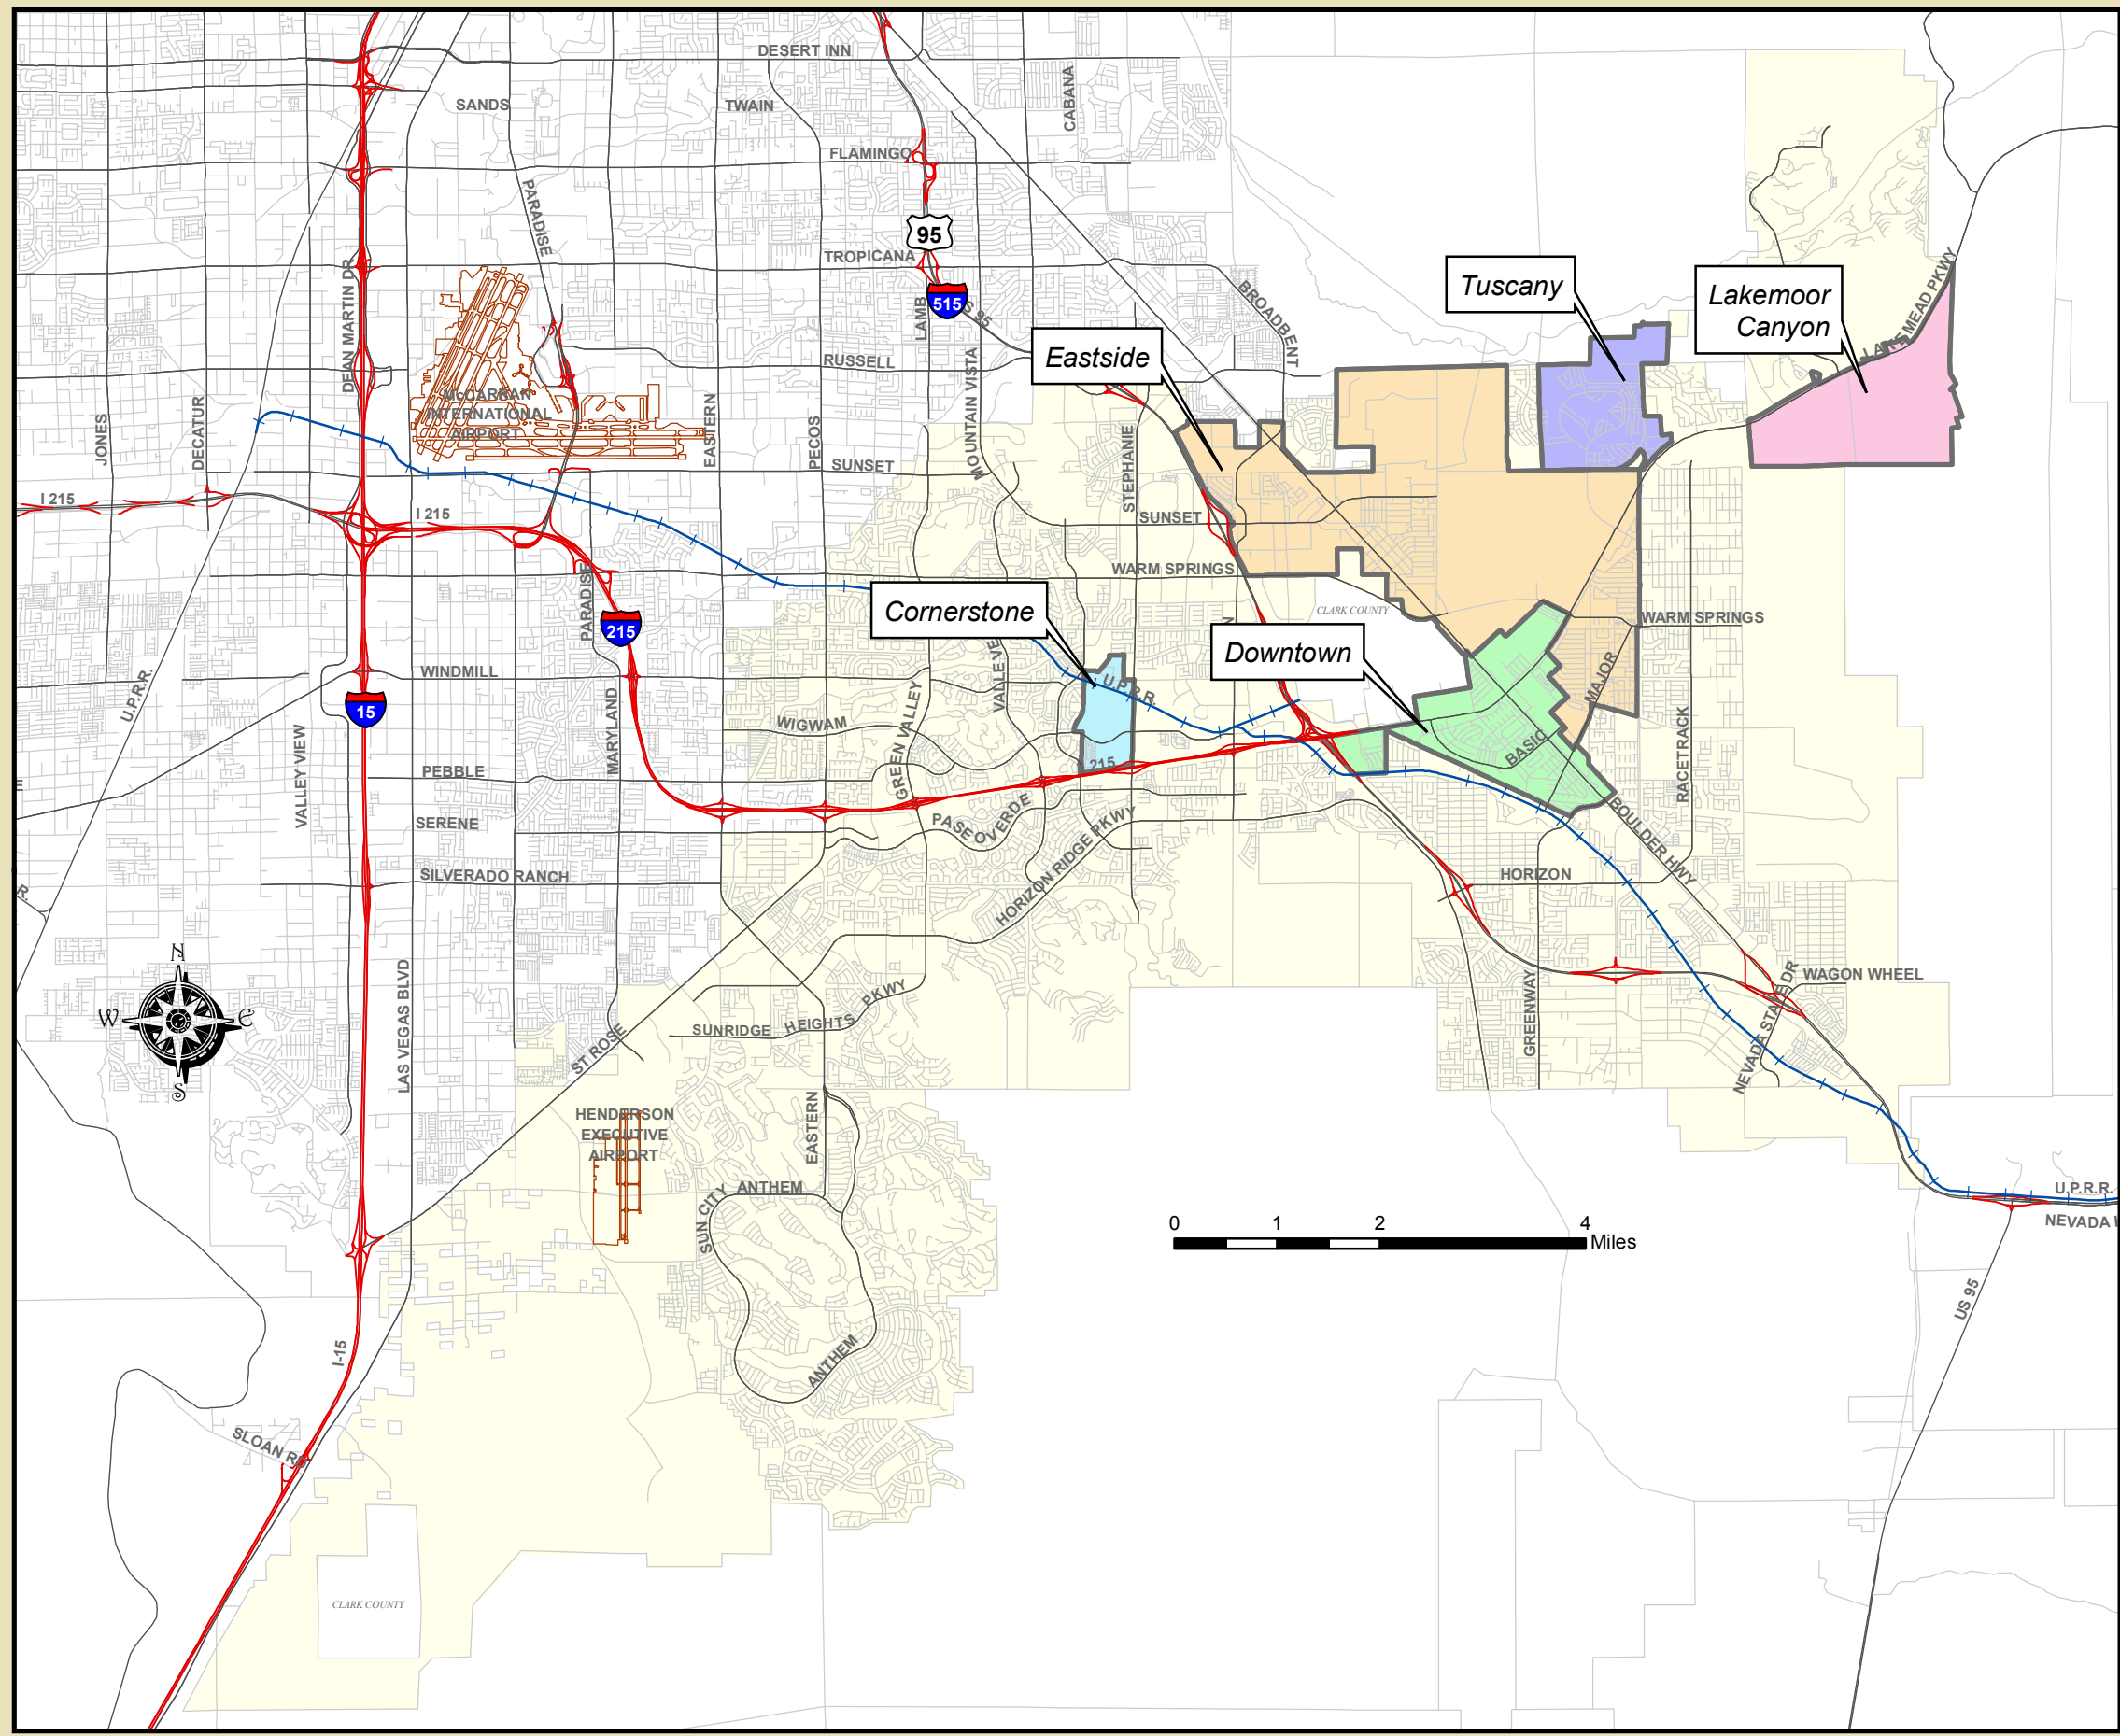 DESERT INN
SANDS
TWAIN
CABANA
FLAMINGO
PARADISE
95
TROPICANA
DEAN MARTIN DR
LAMB
515
S 95
BROADBENT
Tuscany
Lakemoor
Canyon
LAKE MEAD PKWY
Eastside
RUSSELL
MOUNTAIN VISTA
McCARRAN
INTERNATIONAL
AIRPORT
JONES
DECATUR
EASTERN
PECOS
STEPHANIE
SUNSET
I 215
I 215
SUNSET
WARM SPRINGS
PARADISE
215
Cornerstone
CLARK COUNTY
WARM SPRINGS
Downtown
VALLE VE
N
WINDMILL
U.P.R.R.
U.P.R.R.
MAJOR
15
MARYLAND
WIGWAM
GREEN VALLEY
BASIC
RACETRACK
VALLEY VIEW
PEBBLE
215
E
SERENE
PASEO VERDE
HORIZON RIDGE PKWY
BOULDER HWY
SILVERADO RANCH
HORIZON
R.
N
W
E
S
LAS VEGAS BLVD
WAGON WHEEL
GREENWAY
NEVADA STATE DR
SUNRIDGE HEIGHTS PKWY
ST ROSE
HENDERSON
EXECUTIVE
AIRPORT
EASTERN
SUN CITY
ANTHEM
U.P.R.R.
NEVADA
0 1 2 4
Miles
US 95
I-15
ANTHEM
SLOAN RD
CLARK COUNTY